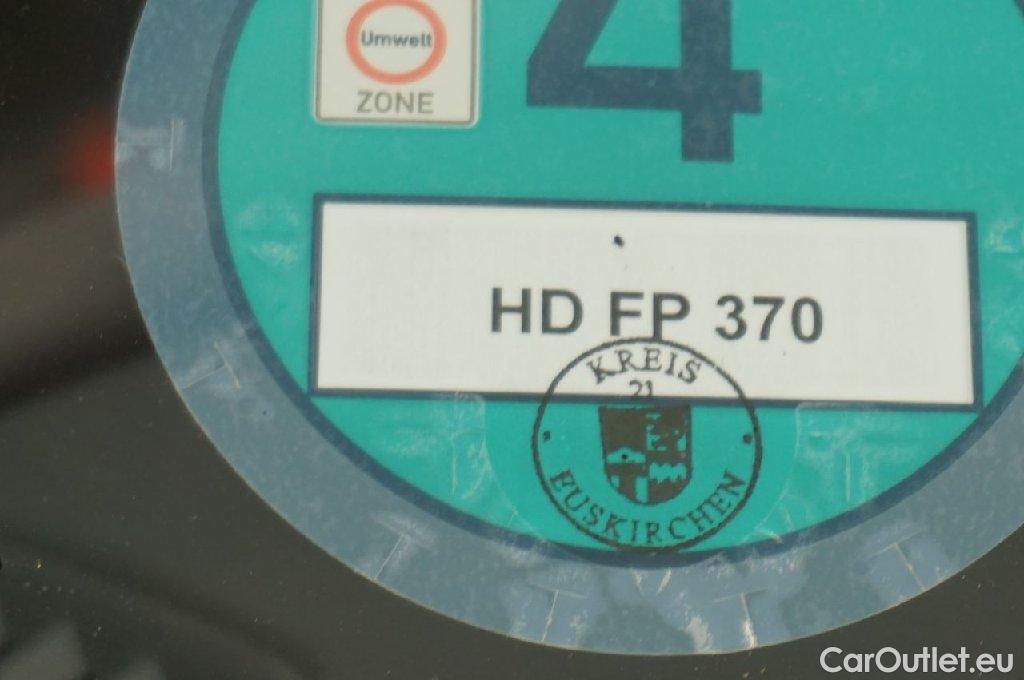 Umwelt
ZONE
4
HD FP 370
KREIS
21
EUSKIRCHEN
CarOutlet.eu